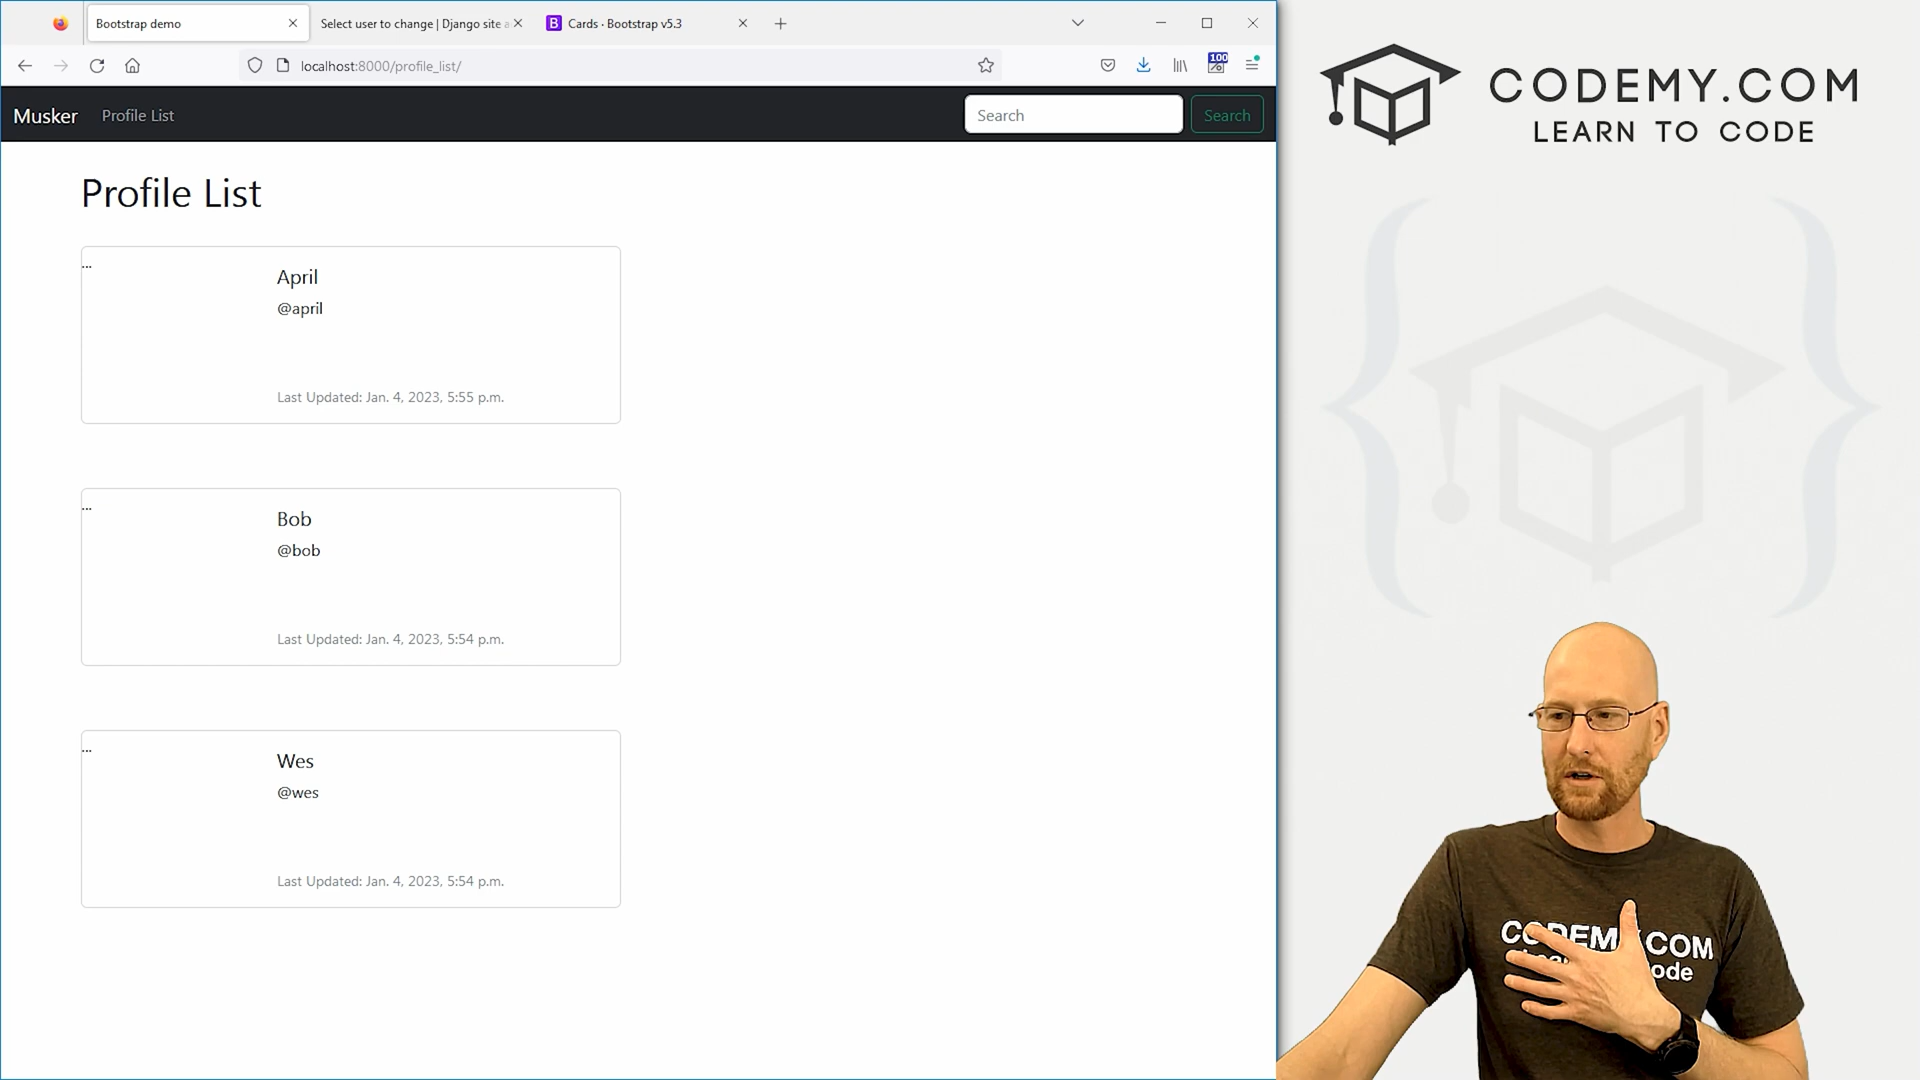 Bootstrap demo
Select user to change | Django site a
B Cards · Bootstrap v5.3
localhost:8000/profile_list/
100
Musker Profile List
Search
Search
CODEMY.COM
LEARN TO CODE
Profile List
...
April
@april
Last Updated: Jan. 4, 2023, 5:55 p.m.
...
Bob
@bob
Last Updated: Jan. 4, 2023, 5:54 p.m.
...
Wes
@wes
Last Updated: Jan. 4, 2023, 5:54 p.m.